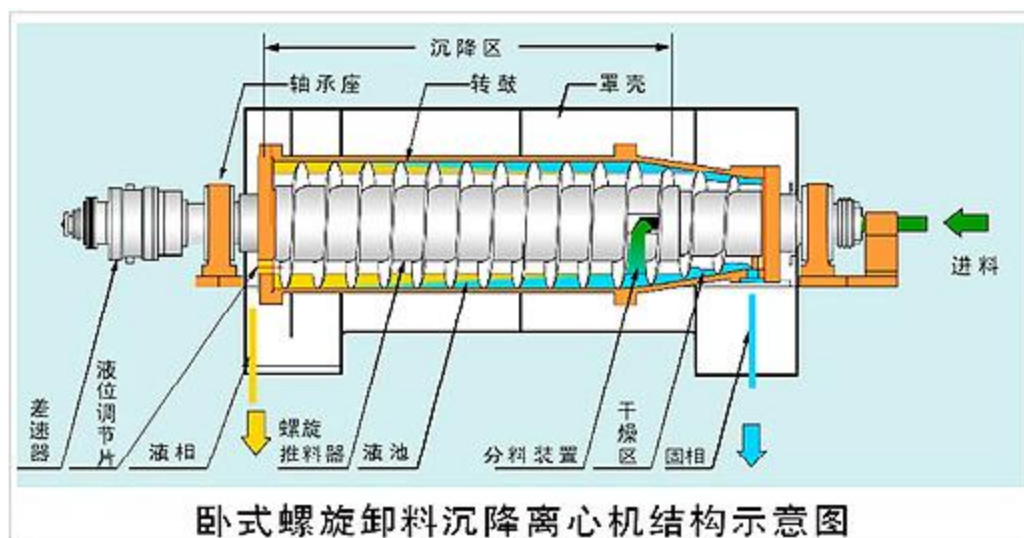 沉降区
轴承座
转鼓
罩壳
进料
差速器
液位调节片
液相
螺旋
推料器
液池
分料装置
干燥区
固相
卧式螺旋卸料沉降离心机结构示意图